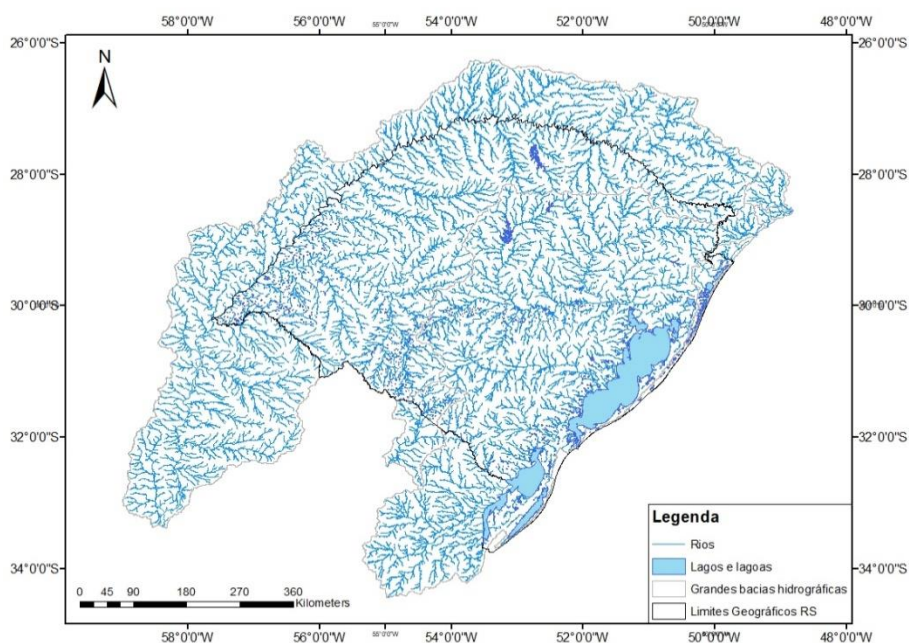 58°0'0"W 56°0'0"W 54°0'0"W 52°0'0"W 50°0'0"W 48°0'0"W
26°0'0"S 26°0'0"S
N
28°0'0"S 28°0'0"S
30°0'0"S 30°0'0"S
32°0'0"S 32°0'0"S
34°0'0"S 34°0'0"S
Legenda
Rios
Lagos e lagoas
Grandes bacias hidrográficas
Limites Geográficos RS
0 45 90 180 270 360
Kilometers
58°0'0"W 56°0'0"W 54°0'0"W 52°0'0"W 50°0'0"W 48°0'0"W